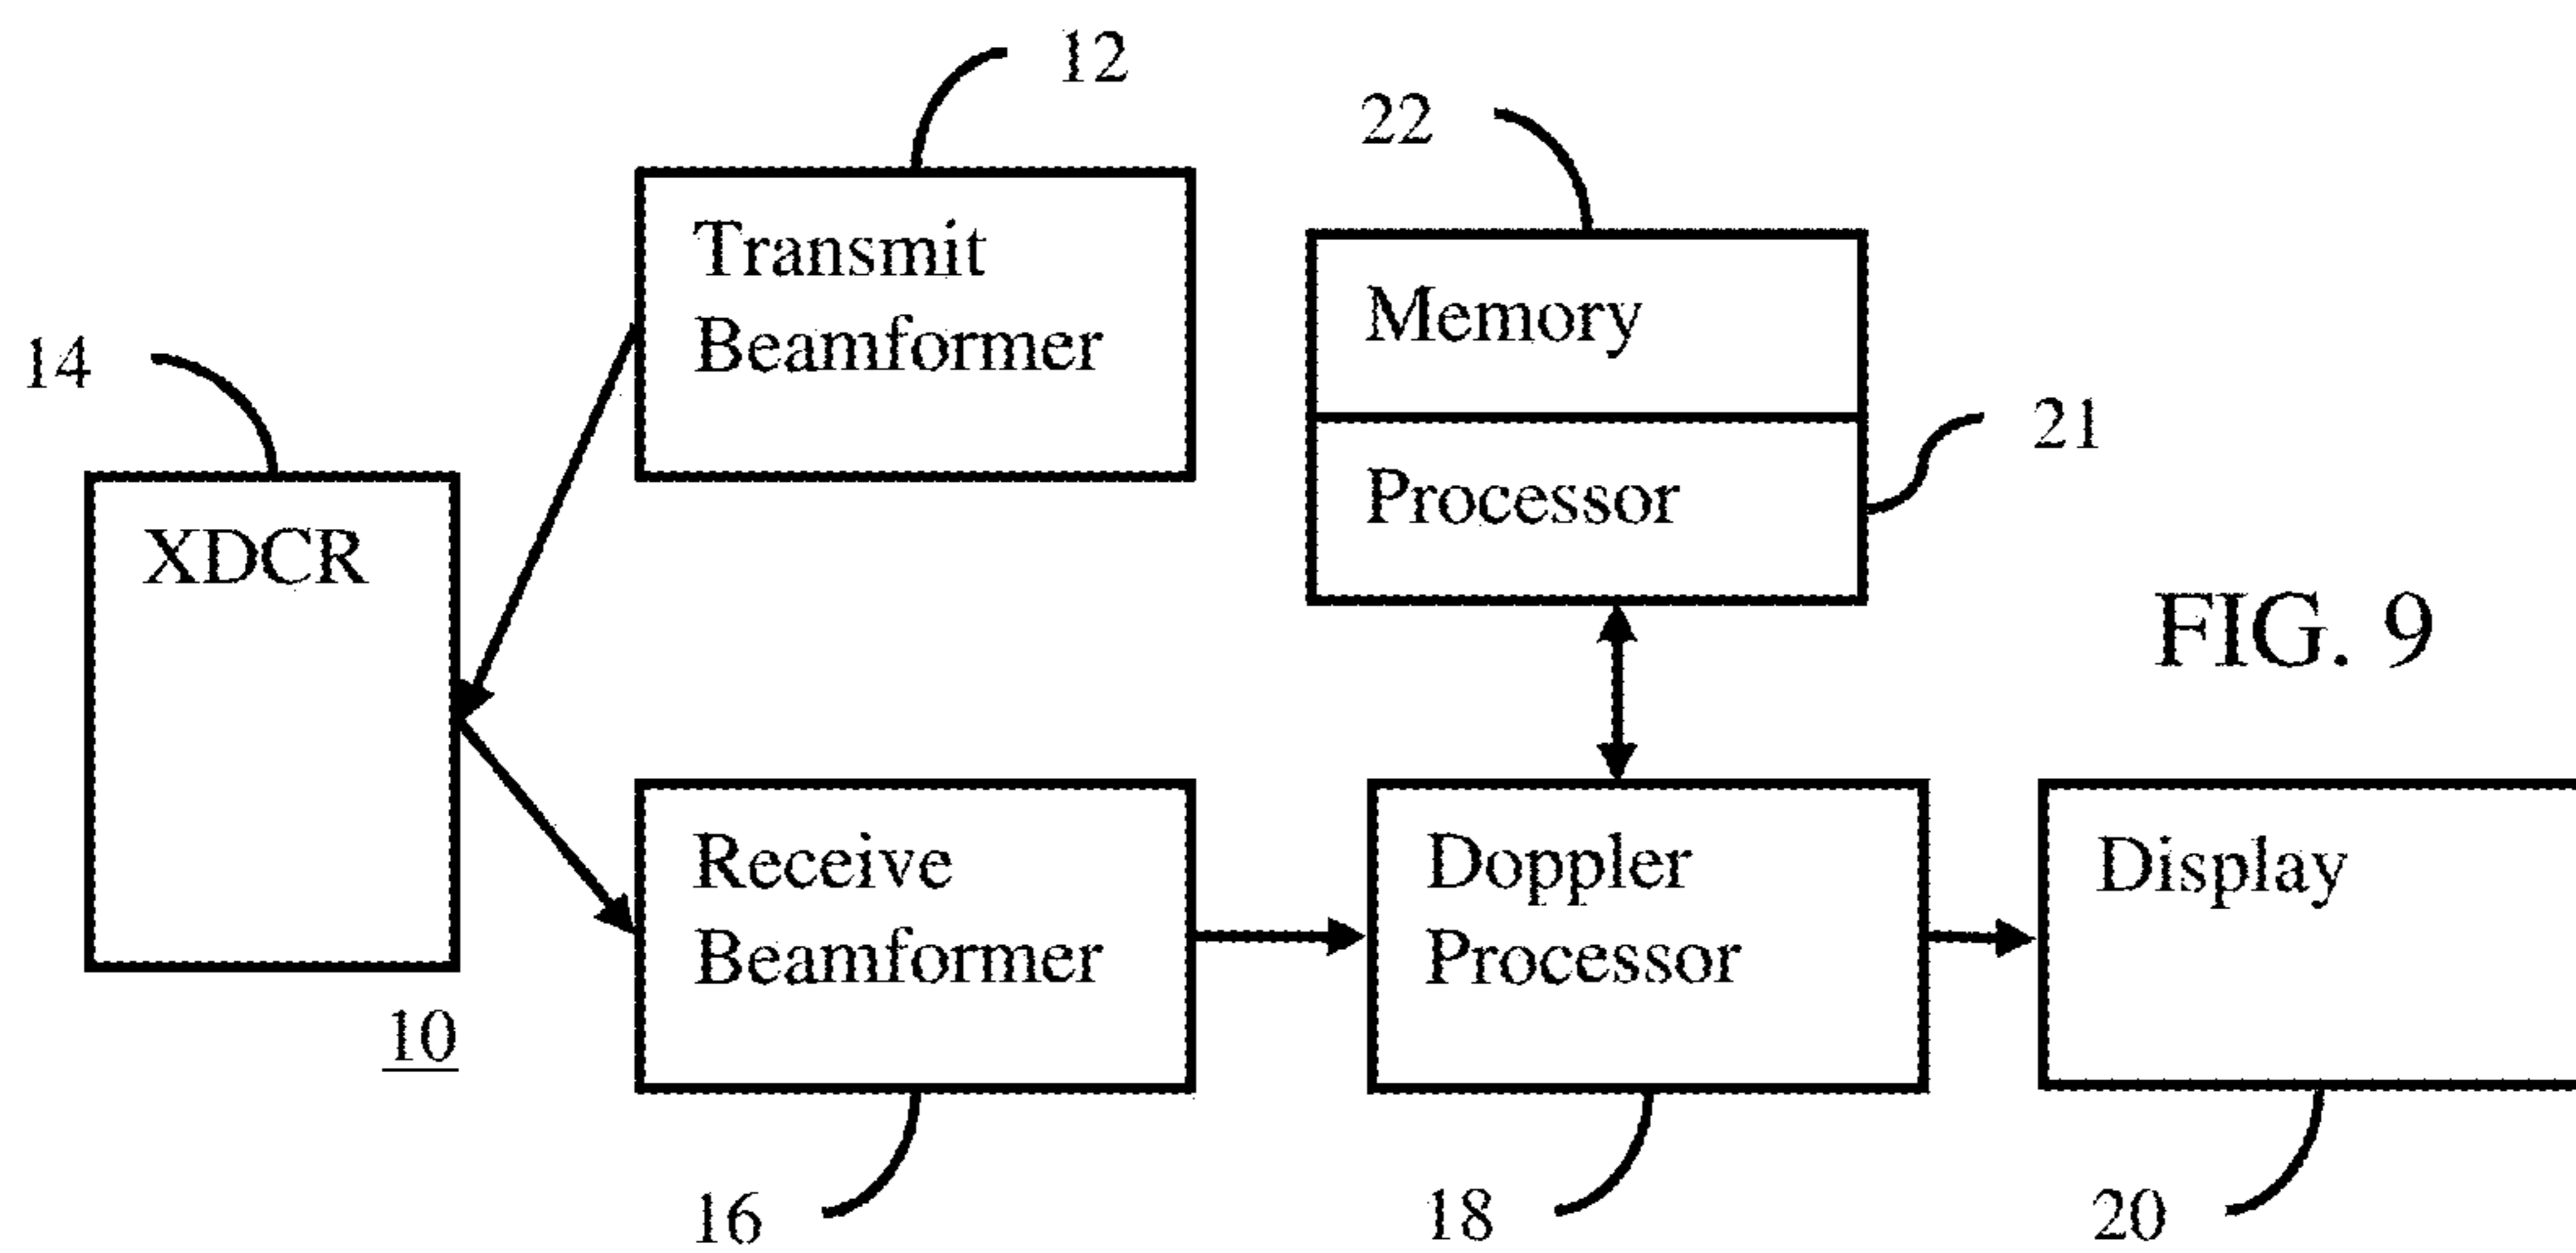 12
22
14
Transmit
Beamformer
Memory
21
XDCR
Processor
FIG. 9
Receive
Beamformer
Doppler
Processor
Display
10
16
18
20